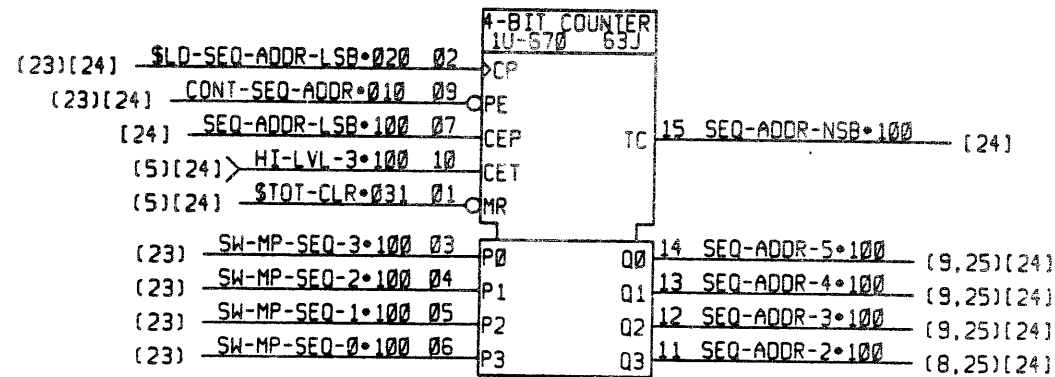 4-BIT COUNTER
1U-S70 63J
(23)[24] $LD-SEQ-ADDR-LSB•020 02 CP
(23)[24] CONT-SEQ-ADDR•010 09 PE
[24] SEQ-ADDR-LSB•100 07 CEP TC 15 SEQ-ADDR-NSB•100 [24]
(5)[24] HI-LVL-3•100 10 CET
(5)[24] $TOT-CLR•031 01 MR
(23) SW-MP-SEQ-3•100 03 P0 Q0 14 SEQ-ADDR-5•100 (9,25)[24]
(23) SW-MP-SEQ-2•100 04 P1 Q1 13 SEQ-ADDR-4•100 (9,25)[24]
(23) SW-MP-SEQ-1•100 05 P2 Q2 12 SEQ-ADDR-3•100 (9,25)[24]
(23) SW-MP-SEQ-0•100 06 P3 Q3 11 SEQ-ADDR-2•100 (8,25)[24]